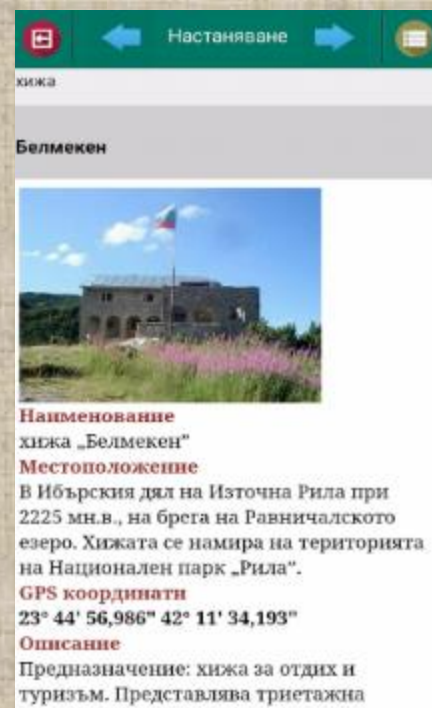 Настаняване
хижа
Белмекен
Наименование
хижа „Белмекен"
Местоположение
В Ибърския дял на Източна Рила при
2225 мн.в., на брега на Равничалското
езеро. Хижата се намира на територията
на Национален парк „Рила".
GPS координати
23° 44' 56,986" 42° 11' 34,193"
Описание
Предназначение: хижа за отдих и
туризъм. Представлява триетажна